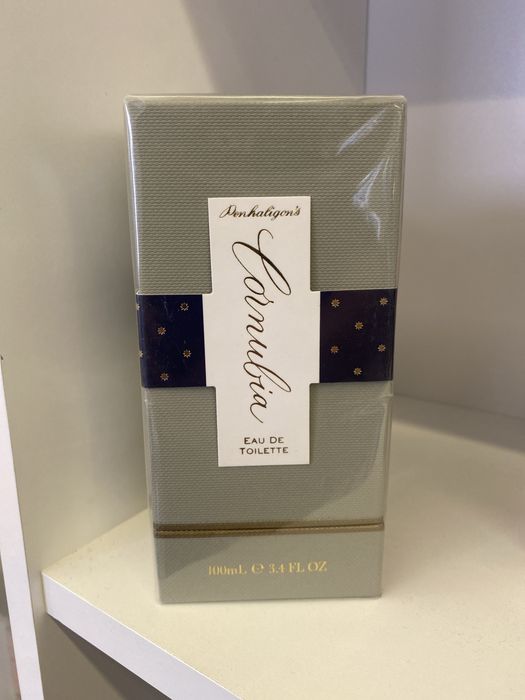 Penhaligon's
Cornubia
EAU DE
TOILETTE
100mL ℮ 3.4 FL OZ